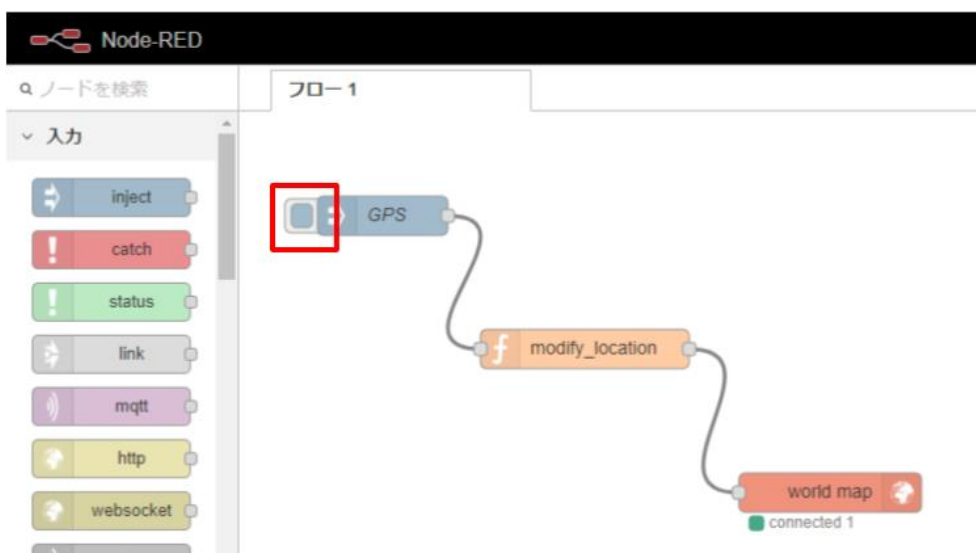 Node-RED
ノードを検索
フロー 1
入力
inject
GPS
catch
status
link
modify_location
mqtt
http
world map
websocket
connected 1